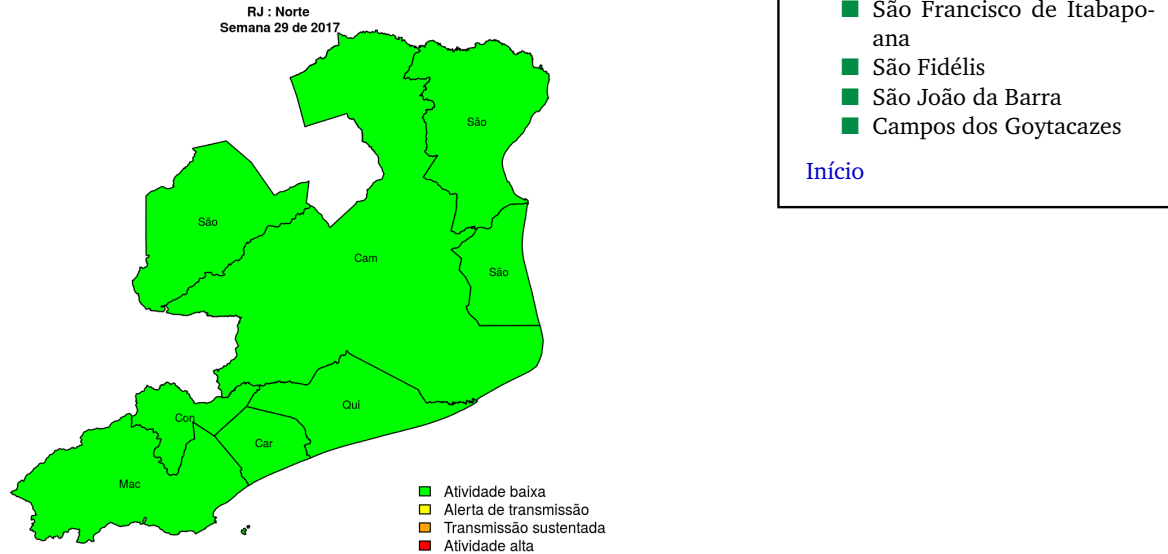 RJ : Norte
Semana 29 de 2017
São
São
Cam
São
Qui
Con
Car
Mac
Atividade baixa
Alerta de transmissão
Transmissão sustentada
Atividade alta
São Francisco de Itabapo-
ana
São Fidélis
São João da Barra
Campos dos Goytacazes
Início